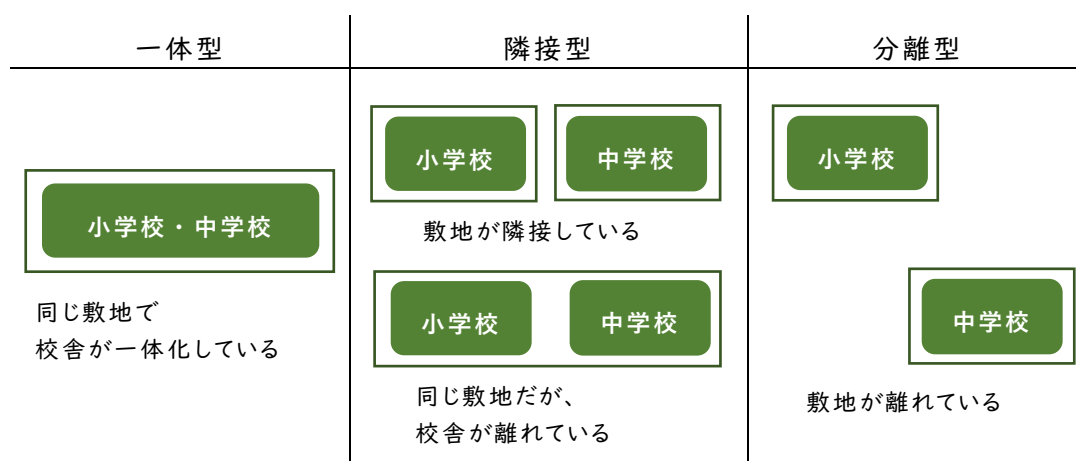 一体型
小学校・中学校
同じ敷地で
校舎が一体化している
隣接型
小学校
中学校
敷地が隣接している
小学校
中学校
同じ敷地だが、
校舎が離れている
分離型
小学校
中学校
敷地が離れている